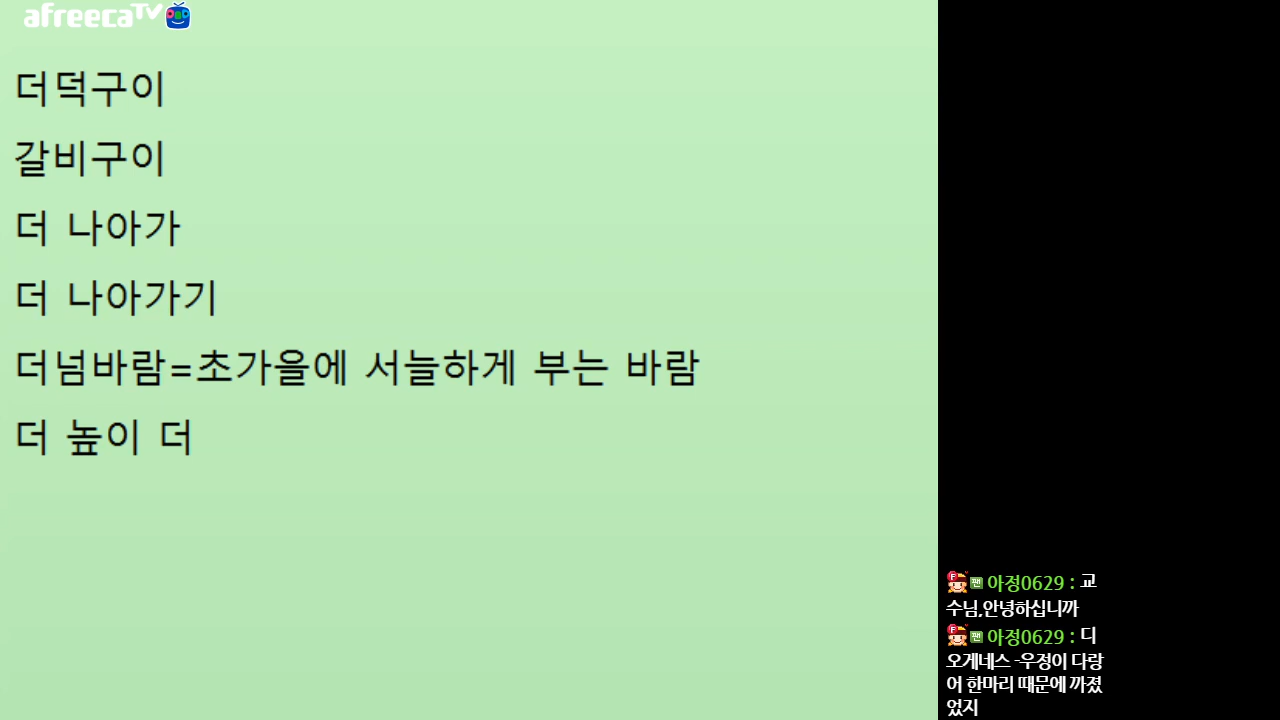 afreecaTV
더덕구이
갈비구이
더 나아가
더 나아가기
더넘바람=초가을에 서늘하게 부는 바람
더 높이 더
팬 아정0629 : 교
수님,안녕하십니까
팬 아정0629 : 디
오게네스 -우정이 다랑
어 한마리 때문에 까졌
었지